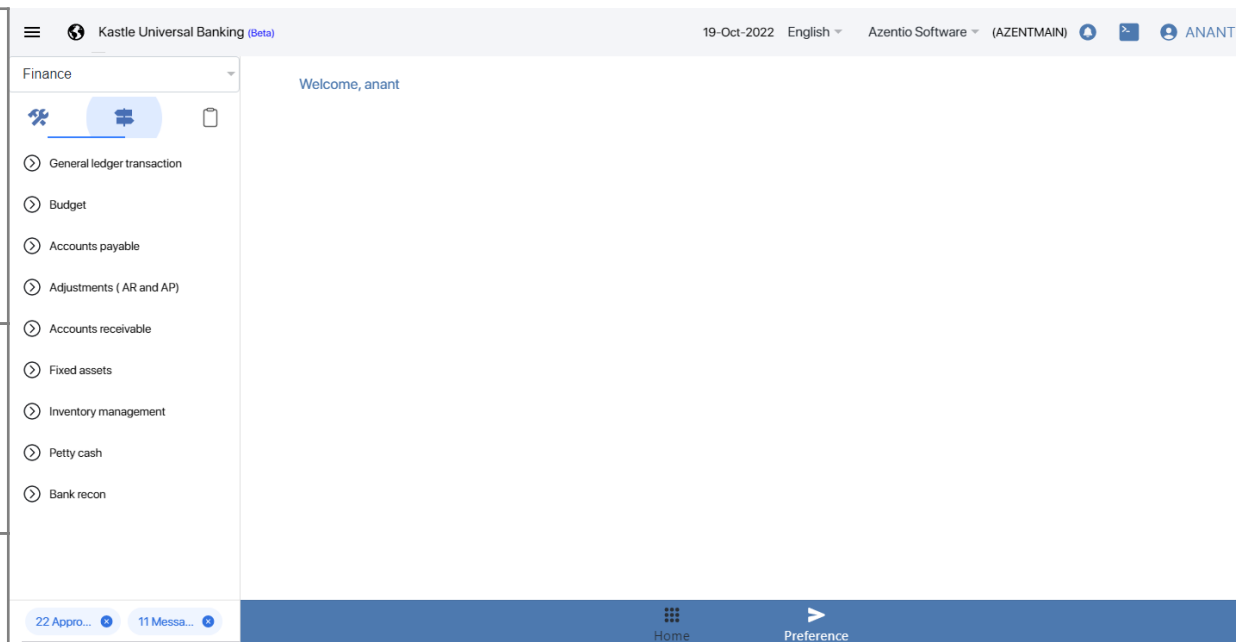 Kastle Universal Banking (Beta) 19-Oct-2022 English Azentio Software (AZENTMAIN) ANANT
Finance
Welcome, anant
General ledger transaction
Budget
Accounts payable
Adjustments ( AR and AP)
Accounts receivable
Fixed assets
Inventory management
Petty cash
Bank recon
22 Appro... 11 Messa...
Home Preference